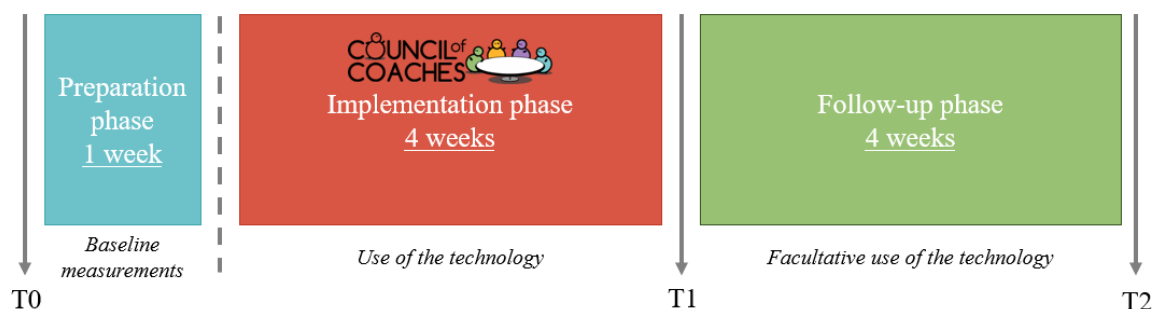 COUNCIL of
COACHES
Preparation
phase
1 week
Implementation phase
4 weeks
Follow-up phase
4 weeks
Baseline
measurements
Use of the technology
Facultative use of the technology
T0
T1
T2